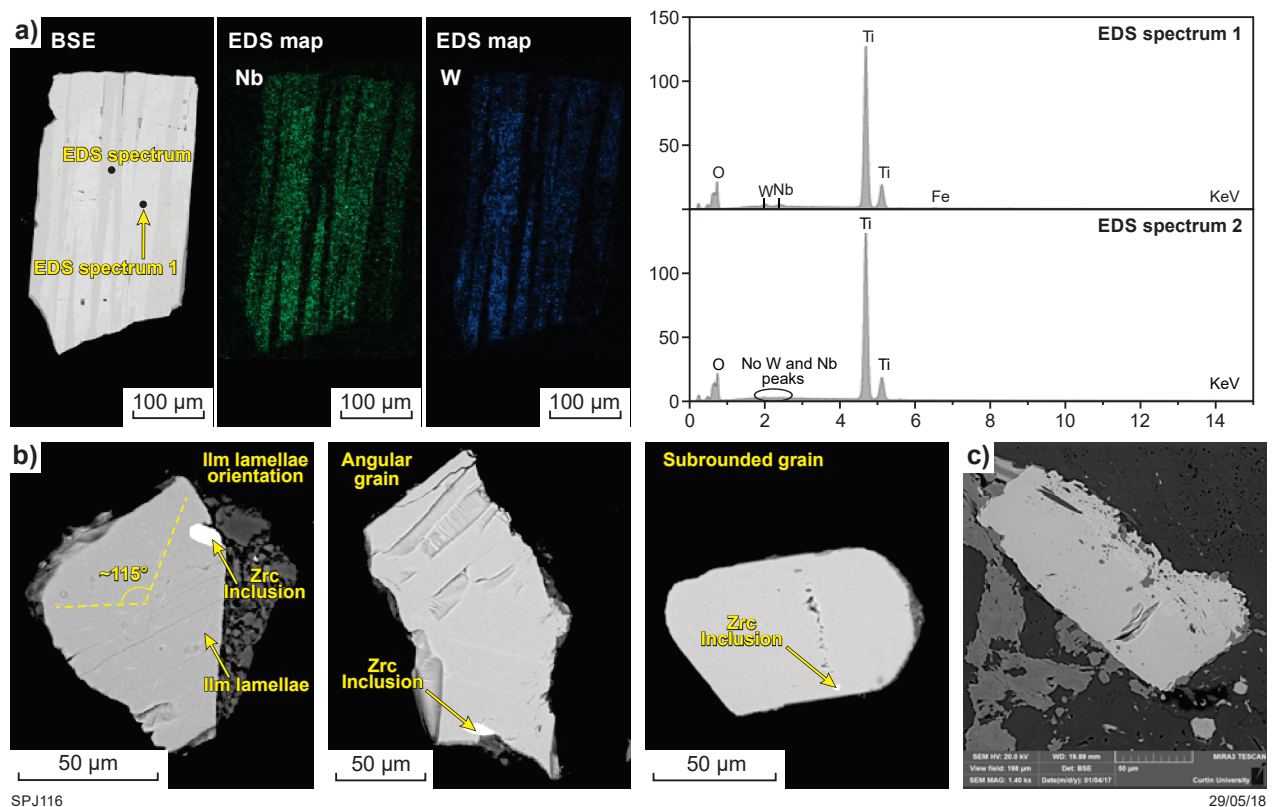 a)
BSE
EDS spectrum
EDS spectrum 1
100 µm
EDS map
Nb
100 µm
EDS map
W
100 µm
EDS spectrum 1
150
100
50
0
Ti
O
W
Nb
Ti
Fe
KeV
EDS spectrum 2
100
50
0
Ti
O
No W and Nb
peaks
Ti
KeV
0 2 4 6 8 10 12 14
b)
Ilm lamellae
orientation
~115°
Zrc
Inclusion
Ilm lamellae
50 µm
Angular
grain
Zrc
Inclusion
50 µm
Subrounded grain
Zrc
Inclusion
50 µm
c)
SEM HV: 20.0 kV WD: 19.89 mm MIRA3 TESCAN
View field: 198 µm Det: BSE 50 µm
SEM MAG: 1.40 kx Date(m/d/y): 01/04/17 Curtin University
SPJ116
29/05/18